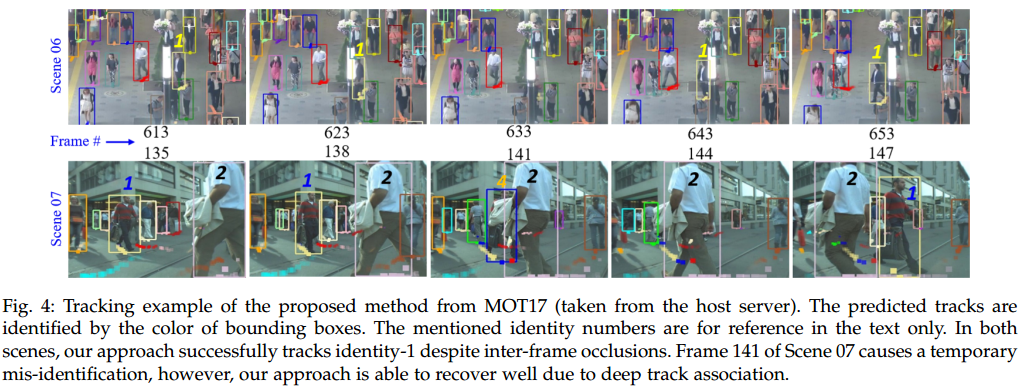 Scene 06
1
1
1
1
Frame #
613 623 633 643 653
135 138 141 144 147
Scene 07
1 2
1 2
4 2
2
2 1
Fig. 4: Tracking example of the proposed method from MOT17 (taken from the host server). The predicted tracks are
identified by the color of bounding boxes. The mentioned identity numbers are for reference in the text only. In both
scenes, our approach successfully tracks identity-1 despite inter-frame occlusions. Frame 141 of Scene 07 causes a temporary
mis-identification, however, our approach is able to recover well due to deep track association.